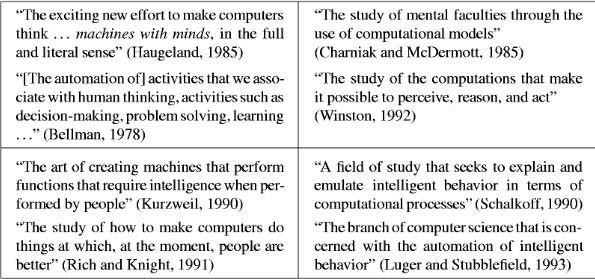 “The exciting new effort to make computers
think … machines with minds, in the full
and literal sense” (Haugeland, 1985)
“[The automation of] activities that we asso-
ciate with human thinking, activities such as
decision-making, problem solving, learning
…” (Bellman, 1978)
“The study of mental faculties through the
use of computational models”
(Charniak and McDermott, 1985)
“The study of the computations that make
it possible to perceive, reason, and act”
(Winston, 1992)
“The art of creating machines that perform
functions that require intelligence when per-
formed by people” (Kurzweil, 1990)
“The study of how to make computers do
things at which, at the moment, people are
better” (Rich and Knight, 1991)
“A field of study that seeks to explain and
emulate intelligent behavior in terms of
computational processes” (Schalkoff, 1990)
“The branch of computer science that is con-
cerned with the automation of intelligent
behavior” (Luger and Stubblefield, 1993)